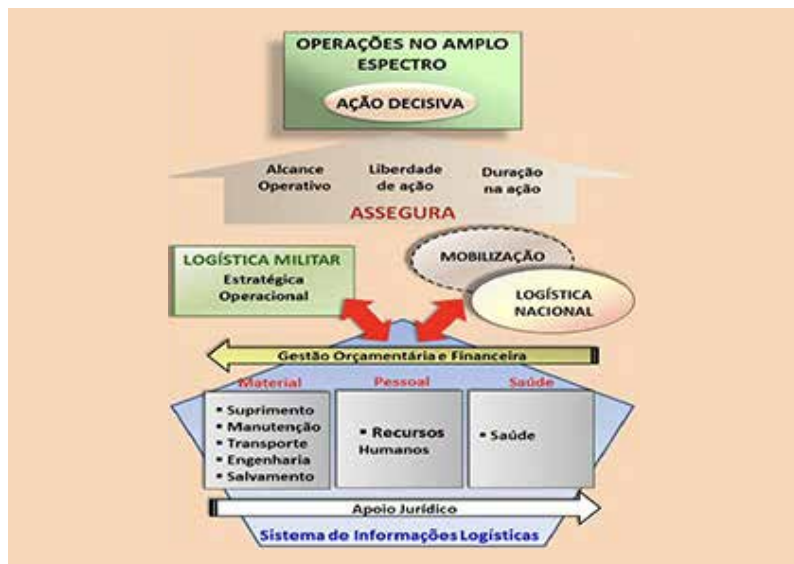 OPERAÇÕES NO AMPLO
ESPECTRO
AÇÃO DECISIVA
Alcance
Operativo
Liberdade
de ação
Duração
na ação
ASSEGURA
LOGÍSTICA MILITAR
Estratégica
Operacional
MOBILIZAÇÃO
LOGÍSTICA
NACIONAL
Gestão Orçamentária e Financeira
Material
▪ Suprimento
▪ Manutenção
▪ Transporte
▪ Engenharia
▪ Salvamento
Pessoal
▪ Recursos
Humanos
Saúde
▪ Saúde
Apoio Jurídico
Sistema de Informações Logísticas